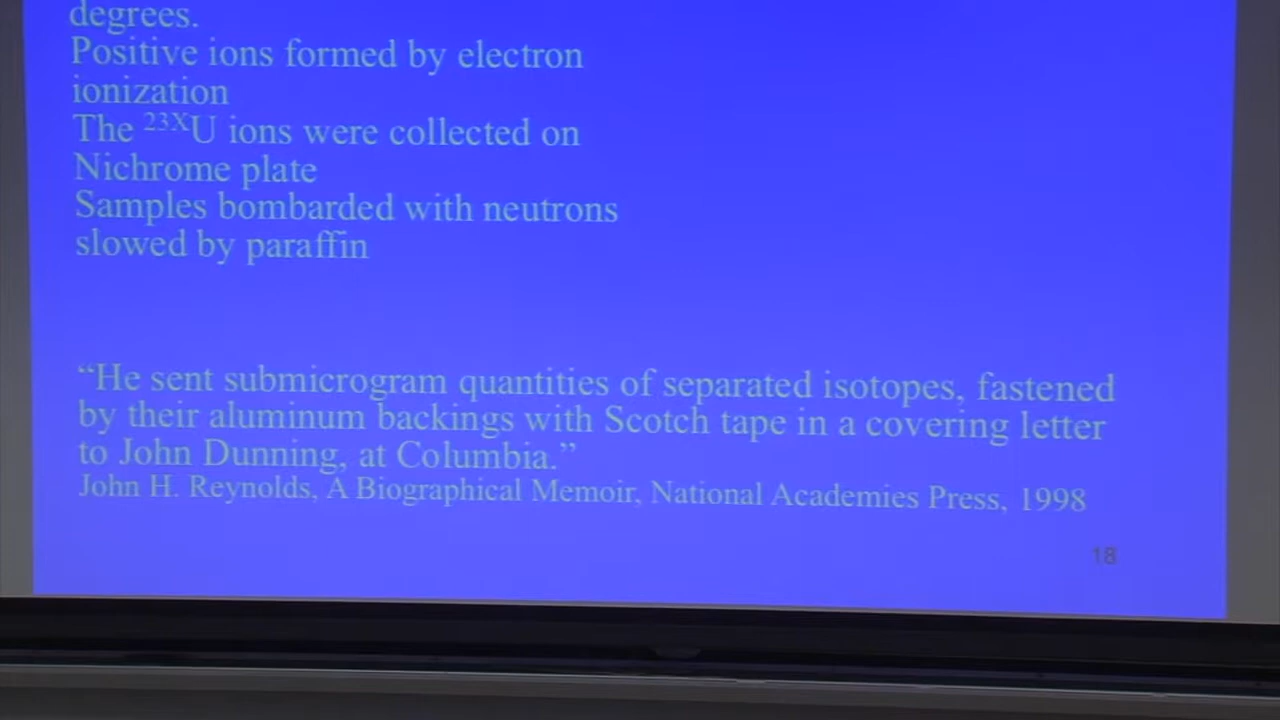 degrees.
Positive ions formed by electron
ionization
The ²³ˣU ions were collected on
Nichrome plate
Samples bombarded with neutrons
slowed by paraffin
“He sent submicrogram quantities of separated isotopes, fastened
by their aluminum backings with Scotch tape in a covering letter
to John Dunning, at Columbia.”
John H. Reynolds, A Biographical Memoir, National Academies Press, 1998
18